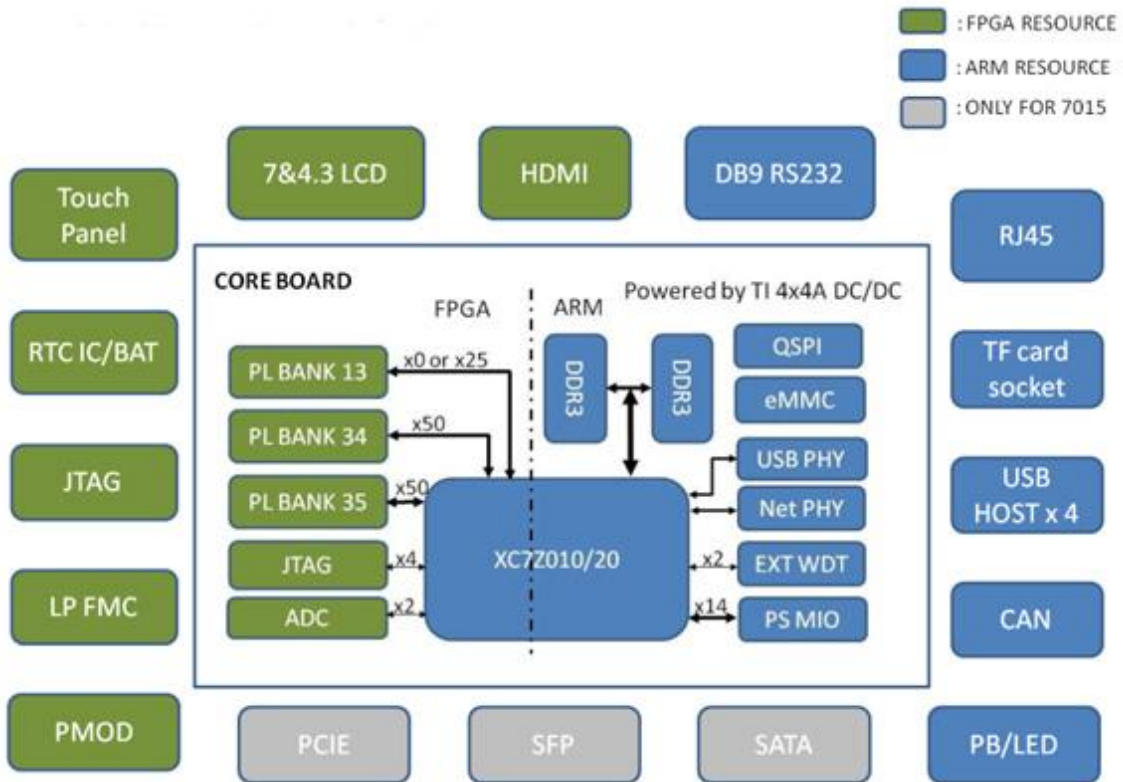 : FPGA RESOURCE
: ARM RESOURCE
: ONLY FOR 7015
7&4.3 LCD
HDMI
DB9 RS232
Touch
Panel
RJ45
RTC IC/BAT
TF card
socket
JTAG
USB
HOST x 4
LP FMC
CAN
PMOD
PCIE
SFP
SATA
PB/LED
CORE BOARD
Powered by TI 4x4A DC/DC
FPGA
ARM
PL BANK 13
x0 or x25
DDR3
DDR3
QSPI
eMMC
PL BANK 34
x50
USB PHY
PL BANK 35
x50
Net PHY
JTAG
x4
XC7Z010/20
x2
EXT WDT
ADC
x2
x14
PS MIO